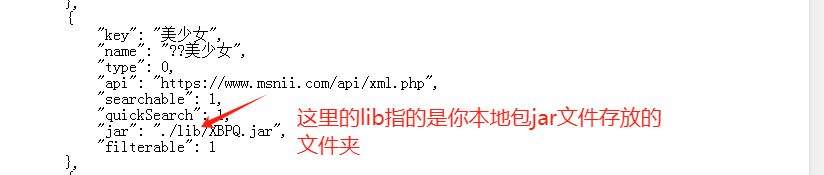 },
{
"key": "美少女",
"name": "??美少女",
"type": 0,
"api": "https://www.msnii.com/api/xml.php",
"searchable": 1,
"quickSearch": 1,
"jar": "./lib/XBPQ.jar",
"filterable": 1
},
这里的lib指的是你本地包jar文件存放的
文件夹